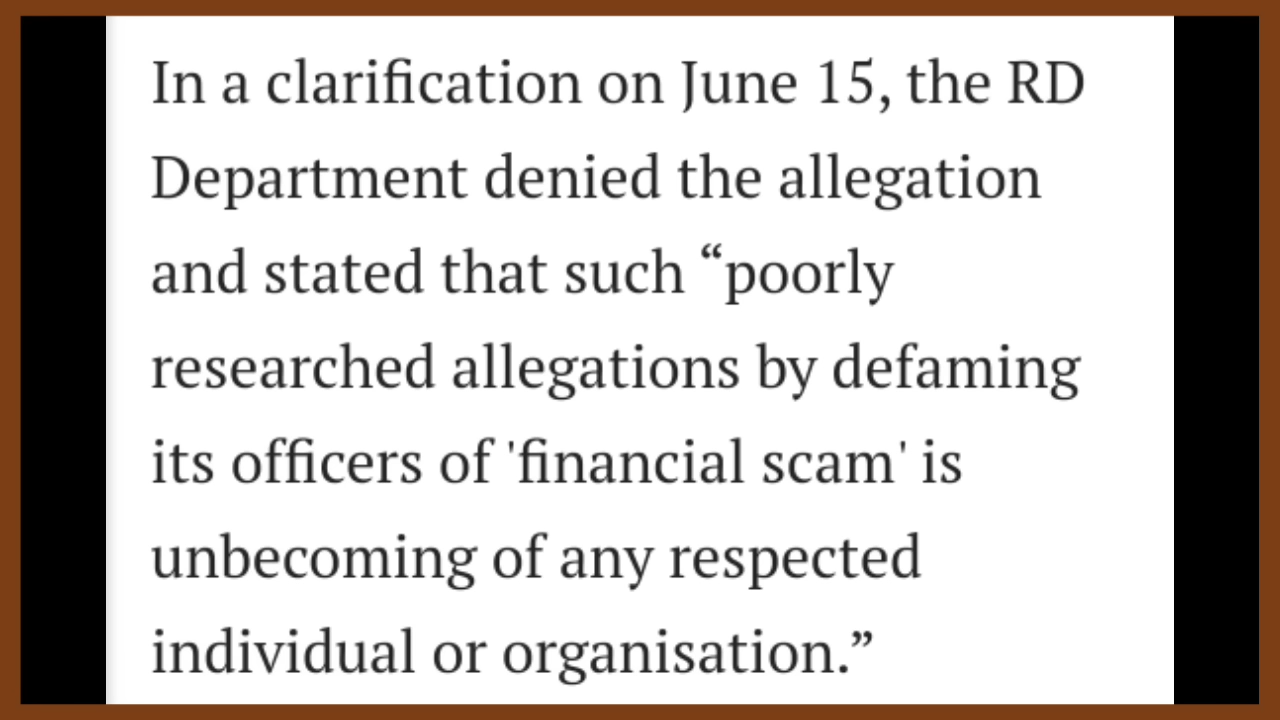 In a clarification on June 15, the RD
Department denied the allegation
and stated that such “poorly
researched allegations by defaming
its officers of 'financial scam' is
unbecoming of any respected
individual or organisation.”